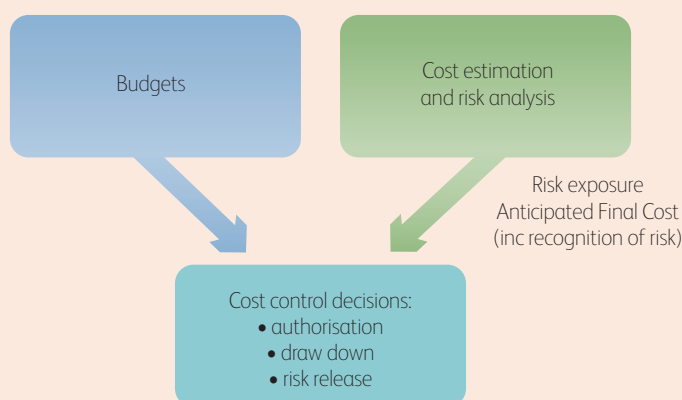 Budgets
Cost estimation
and risk analysis
Risk exposure
Anticipated Final Cost
(inc recognition of risk)
Cost control decisions:
• authorisation
• draw down
• risk release